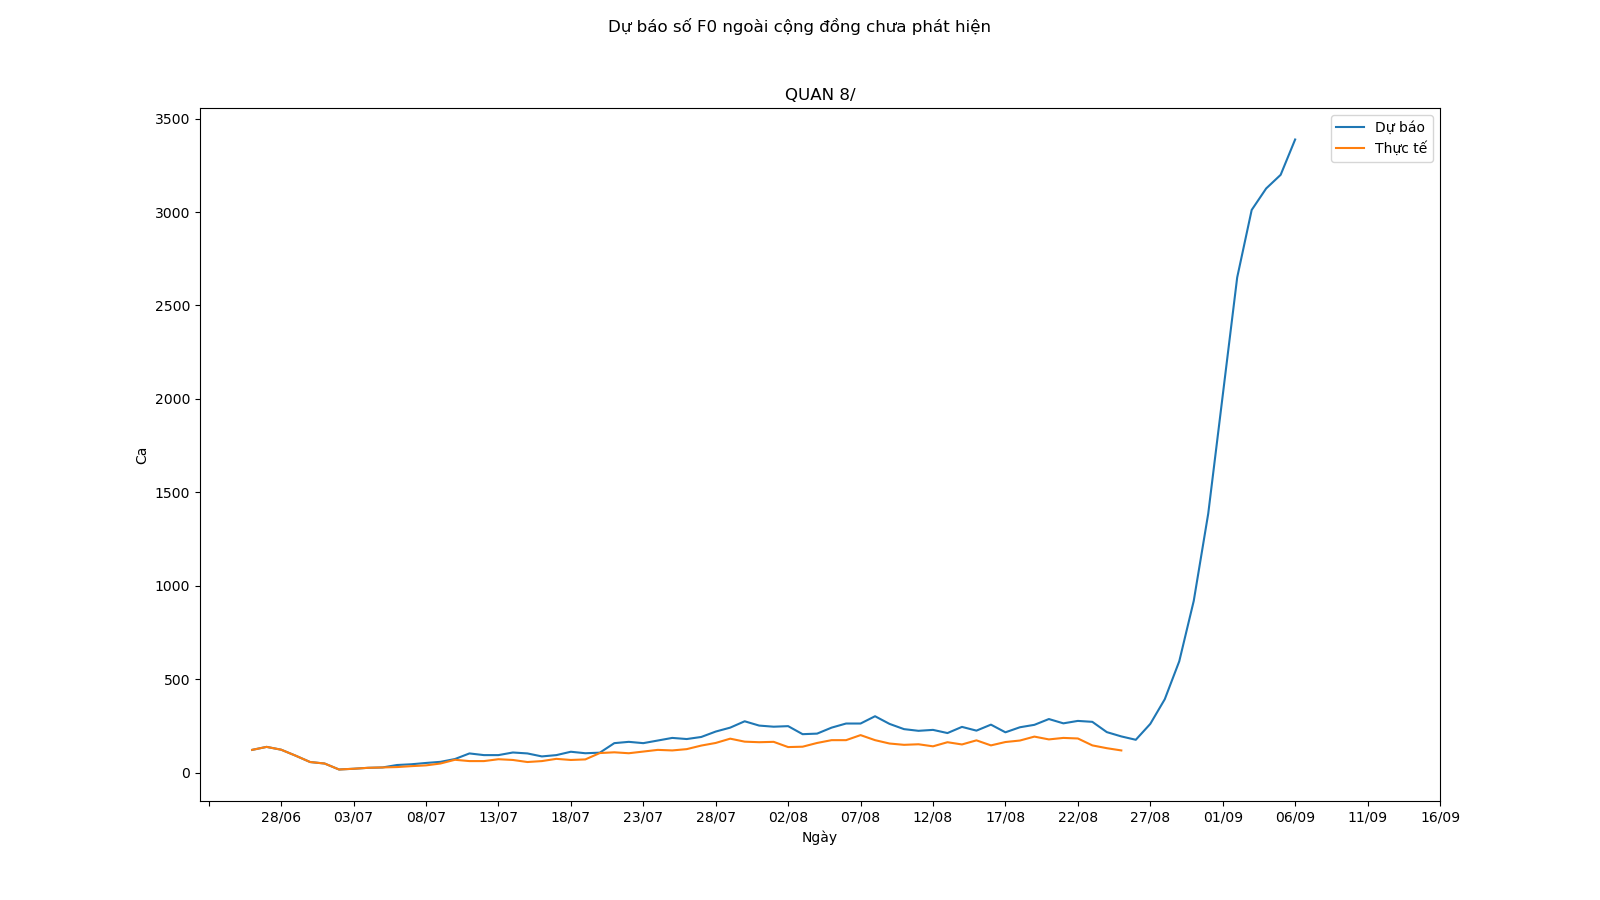 Dự báo số F0 ngoài cộng đồng chưa phát hiện
QUAN 8/
Dự báo
Thực tế
3500
3000
2500
2000
1500
1000
500
0
Ca
28/06 03/07 08/07 13/07 18/07 23/07 28/07 02/08 07/08 12/08 17/08 22/08 27/08 01/09 06/09 11/09 16/09
Ngày